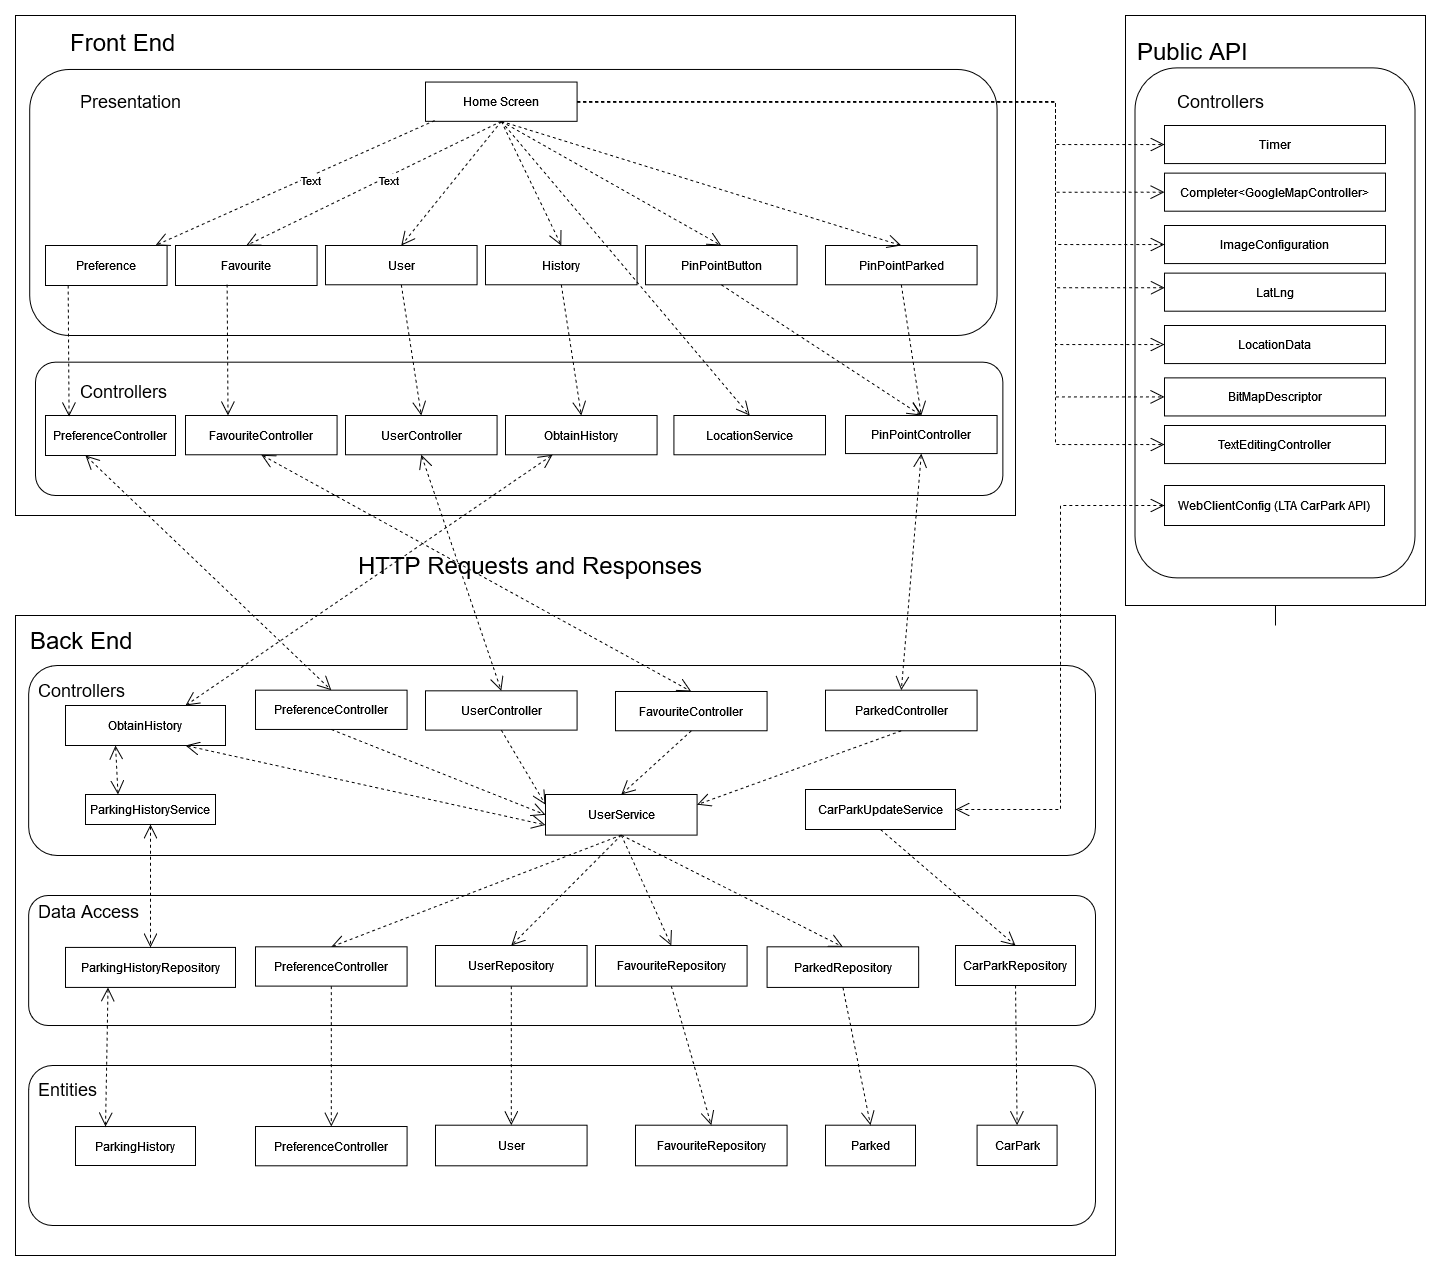 Front End
Presentation
Home Screen
Text
Text
Preference
Favourite
User
History
PinPointButton
PinPointParked
Controllers
PreferenceController
FavouriteController
UserController
ObtainHistory
LocationService
PinPointController
Public API
Controllers
Timer
Completer<GoogleMapController>
ImageConfiguration
LatLng
LocationData
BitMapDescriptor
TextEditingController
WebClientConfig (LTA CarPark API)
HTTP Requests and Responses
Back End
Controllers
ObtainHistory
PreferenceController
UserController
FavouriteController
ParkedController
ParkingHistoryService
UserService
CarParkUpdateService
Data Access
ParkingHistoryRepository
PreferenceController
UserRepository
FavouriteRepository
ParkedRepository
CarParkRepository
Entities
ParkingHistory
PreferenceController
User
FavouriteRepository
Parked
CarPark